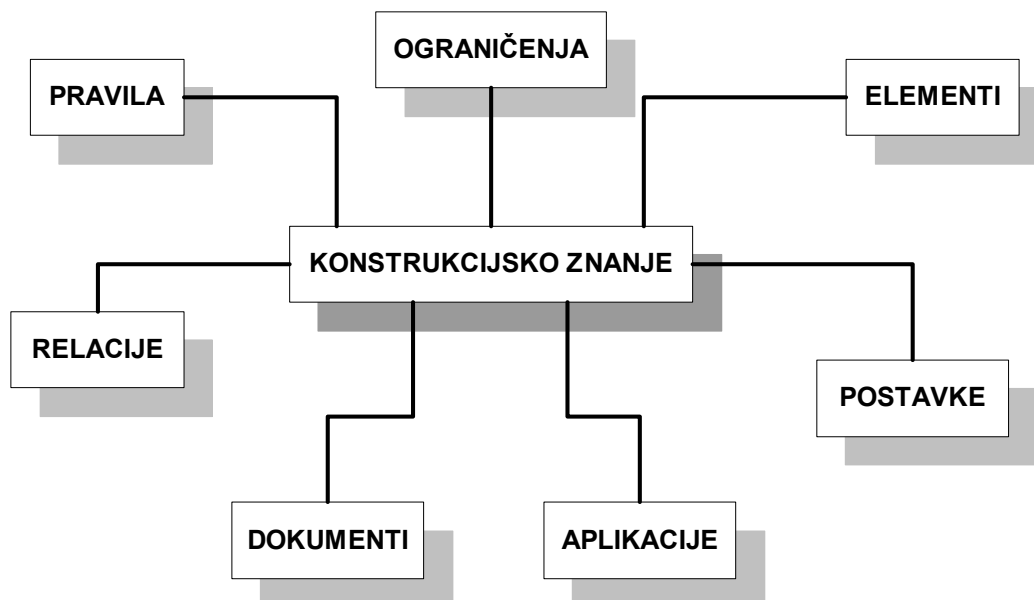 OGRANIČENJA
PRAVILA
ELEMENTI
KONSTRUKCIJSKO ZNANJE
RELACIJE
POSTAVKE
DOKUMENTI
APLIKACIJE